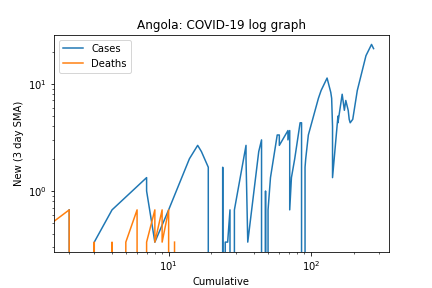 Angola: COVID-19 log graph
Cases
Deaths
New (3 day SMA)
10¹
10⁰
10¹
10²
Cumulative